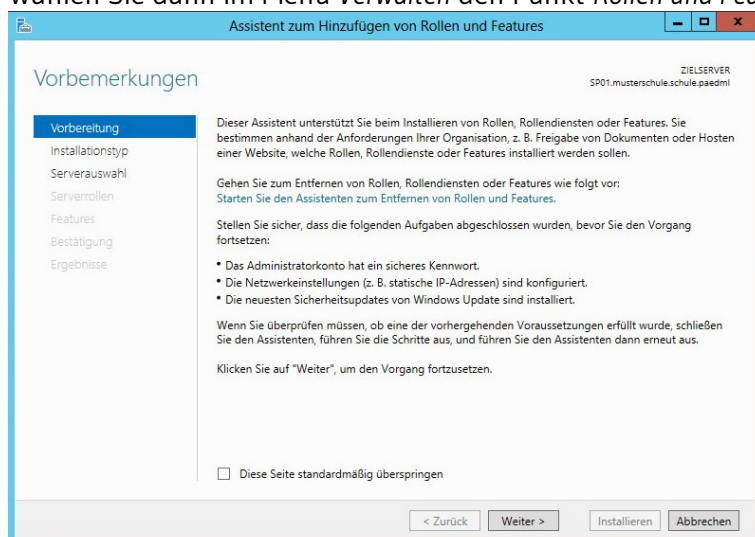 wählen Sie dann im Menü Verwalten den Punkt Rollen und
Assistent zum Hinzufügen von Rollen und Features
Vorbemerkungen
ZIELSERVER
SP01.musterschule.schule.paedml
Vorbereitung
Installationstyp
Serverauswahl
Serverrollen
Features
Bestätigung
Ergebnisse
Dieser Assistent unterstützt Sie beim Installieren von Rollen, Rollendiensten oder Features. Sie
bestimmen anhand der Anforderungen Ihrer Organisation, z. B. Freigabe von Dokumenten oder Hosten
einer Website, welche Rollen, Rollendienste oder Features installiert werden sollen.
Gehen Sie zum Entfernen von Rollen, Rollendiensten oder Features wie folgt vor:
Starten Sie den Assistenten zum Entfernen von Rollen und Features.
Stellen Sie sicher, dass die folgenden Aufgaben abgeschlossen wurden, bevor Sie den Vorgang
fortsetzen:
• Das Administratorkonto hat ein sicheres Kennwort.
• Die Netzwerkeinstellungen (z. B. statische IP-Adressen) sind konfiguriert.
• Die neuesten Sicherheitsupdates von Windows Update sind installiert.
Wenn Sie überprüfen müssen, ob eine der vorhergehenden Voraussetzungen erfüllt wurde, schließen
Sie den Assistenten, führen Sie die Schritte aus, und führen Sie den Assistenten dann erneut aus.
Klicken Sie auf "Weiter", um den Vorgang fortzusetzen.
Diese Seite standardmäßig überspringen
< Zurück
Weiter >
Installieren
Abbrechen